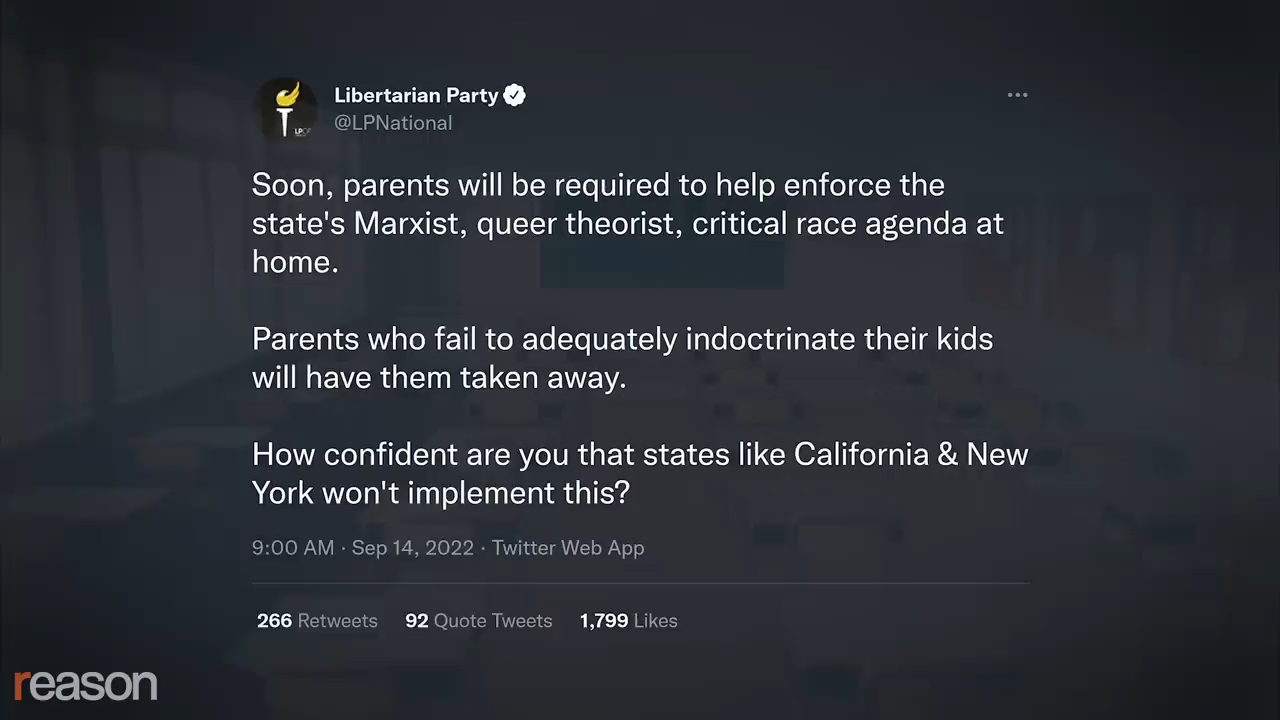 Libertarian Party
@LPNational
Soon, parents will be required to help enforce the
state's Marxist, queer theorist, critical race agenda at
home.
Parents who fail to adequately indoctrinate their kids
will have them taken away.
How confident are you that states like California & New
York won't implement this?
9:00 AM · Sep 14, 2022 · Twitter Web App
266 Retweets 92 Quote Tweets 1,799 Likes
reason